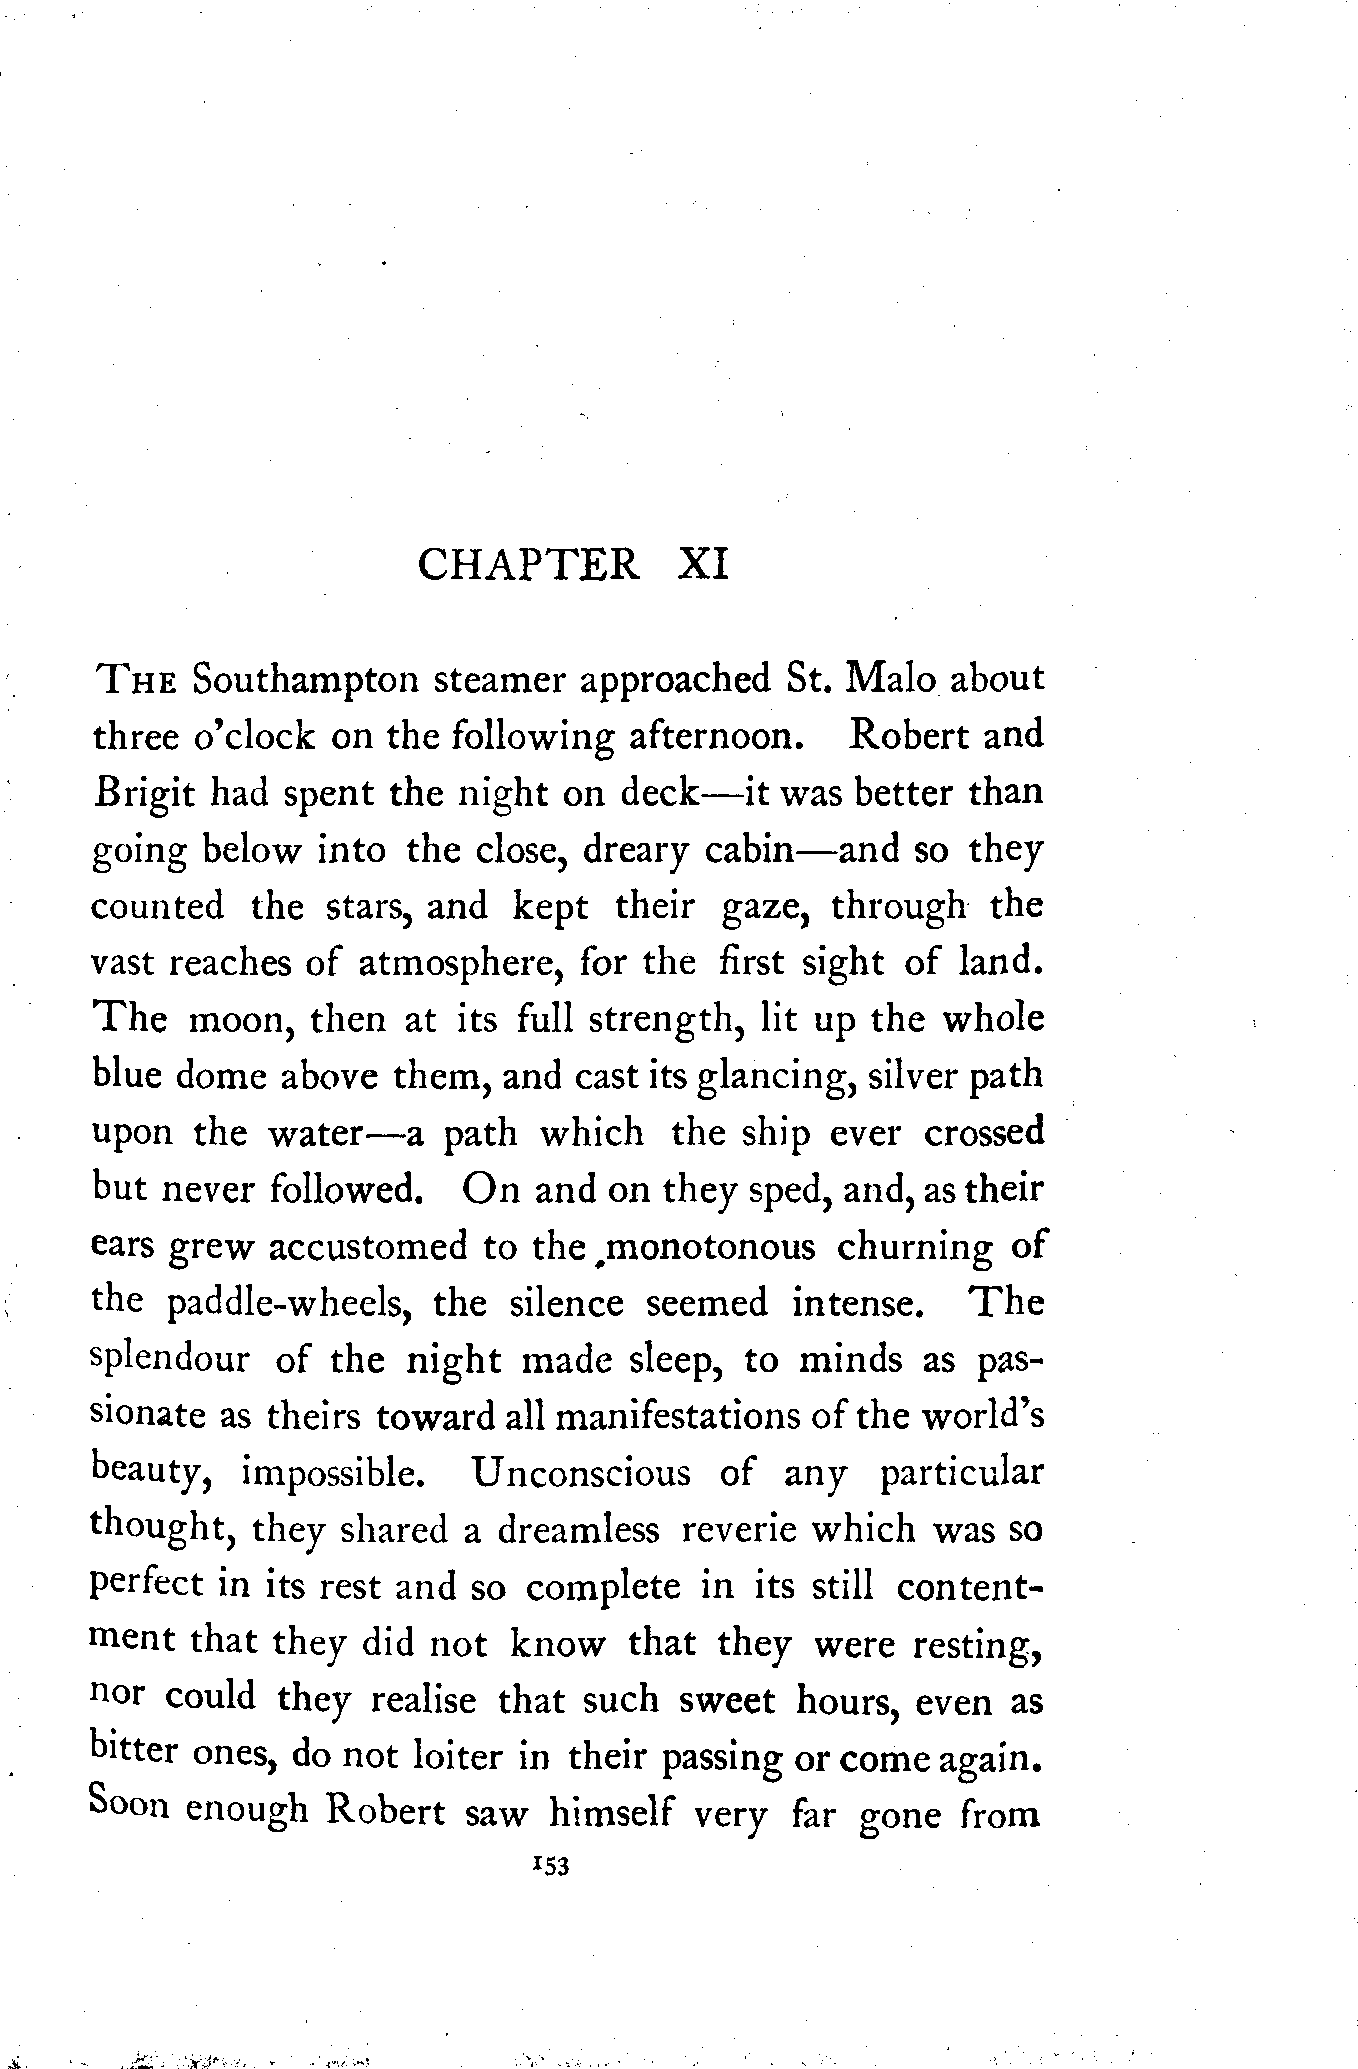 CHAPTER XI
THE Southampton steamer approached St. Malo about
three o'clock on the following afternoon. Robert and
Brigit had spent the night on deck—it was better than
going below into the close, dreary cabin—and so they
counted the stars, and kept their gaze, through the
vast reaches of atmosphere, for the first sight of land.
The moon, then at its full strength, lit up the whole
blue dome above them, and cast its glancing, silver path
upon the water—a path which the ship ever crossed
but never followed. On and on they sped, and, as their
ears grew accustomed to the monotonous churning of
the paddle-wheels, the silence seemed intense. The
splendour of the night made sleep, to minds as pas-
sionate as theirs toward all manifestations of the world's
beauty, impossible. Unconscious of any particular
thought, they shared a dreamless reverie which was so
perfect in its rest and so complete in its still content-
ment that they did not know that they were resting,
nor could they realise that such sweet hours, even as
bitter ones, do not loiter in their passing or come again.
Soon enough Robert saw himself very far gone from
153